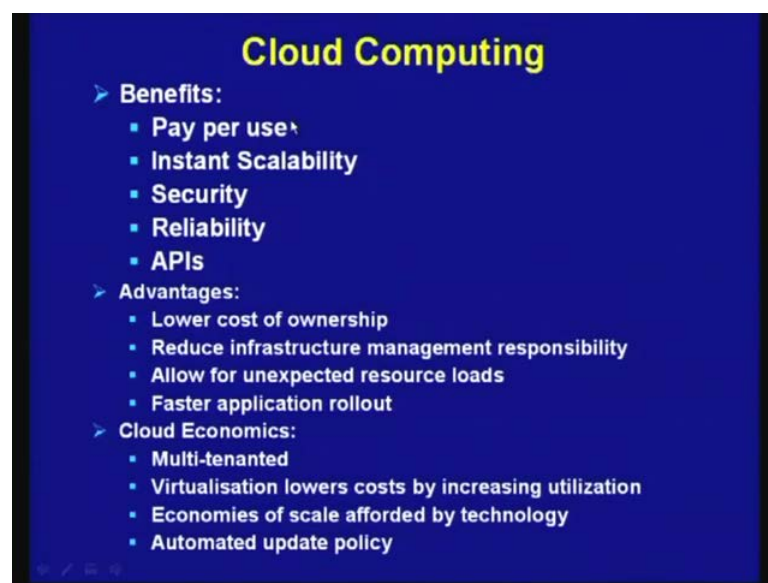 Cloud Computing
Benefits:
Pay per use
Instant Scalability
Security
Reliability
APIs
Advantages:
Lower cost of ownership
Reduce infrastructure management responsibility
Allow for unexpected resource loads
Faster application rollout
Cloud Economics:
Multi-tenanted
Virtualisation lowers costs by increasing utilization
Economies of scale afforded by technology
Automated update policy